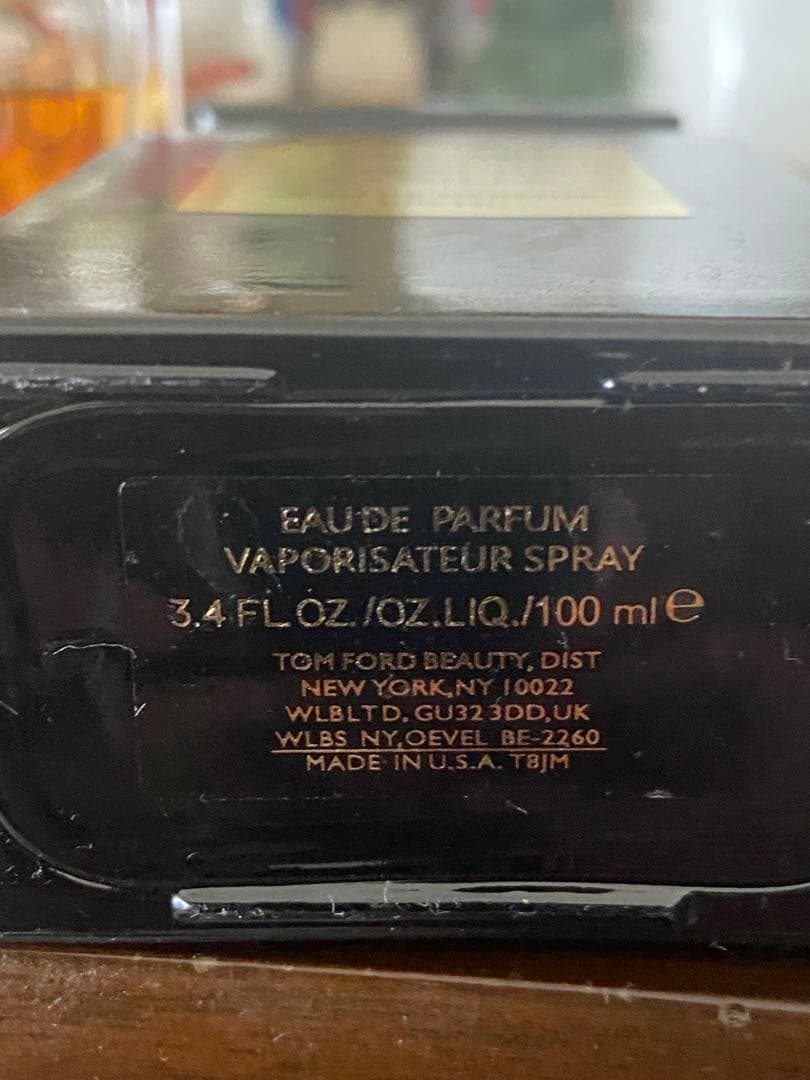 EAU DE PARFUM
VAPORISATEUR SPRAY
3.4 FL OZ./OZ.LIQ./100 ml ℮
TOM FORD BEAUTY, DIST
NEW YORK,NY 10022
WLBLTD. GU32 3DD,UK
WLBS NY,OEVEL BE-2260
MADE IN U.S.A. T8JM